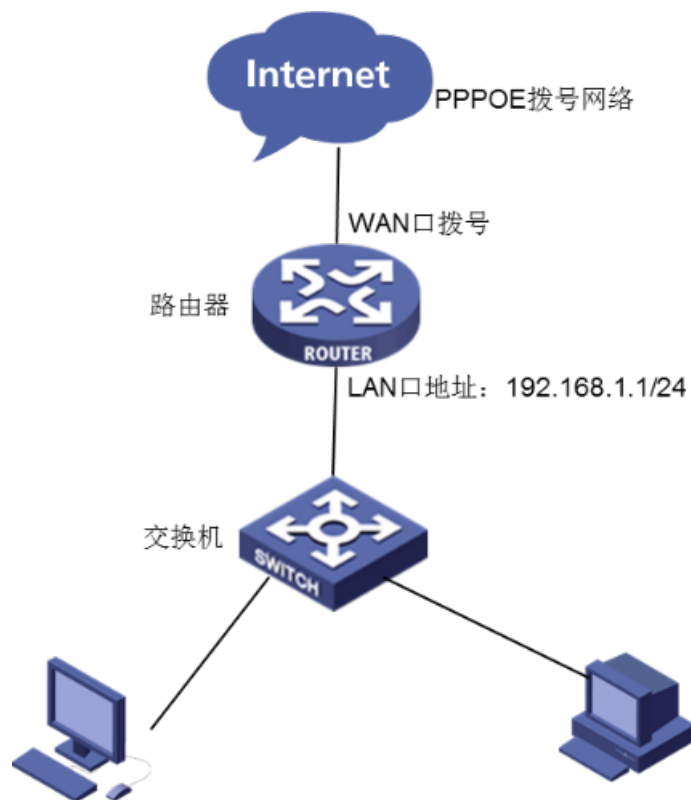 Internet
PPPOE拨号网络
WAN口拨号
路由器
ROUTER
LAN口地址：192.168.1.1/24
交换机
SWITCH